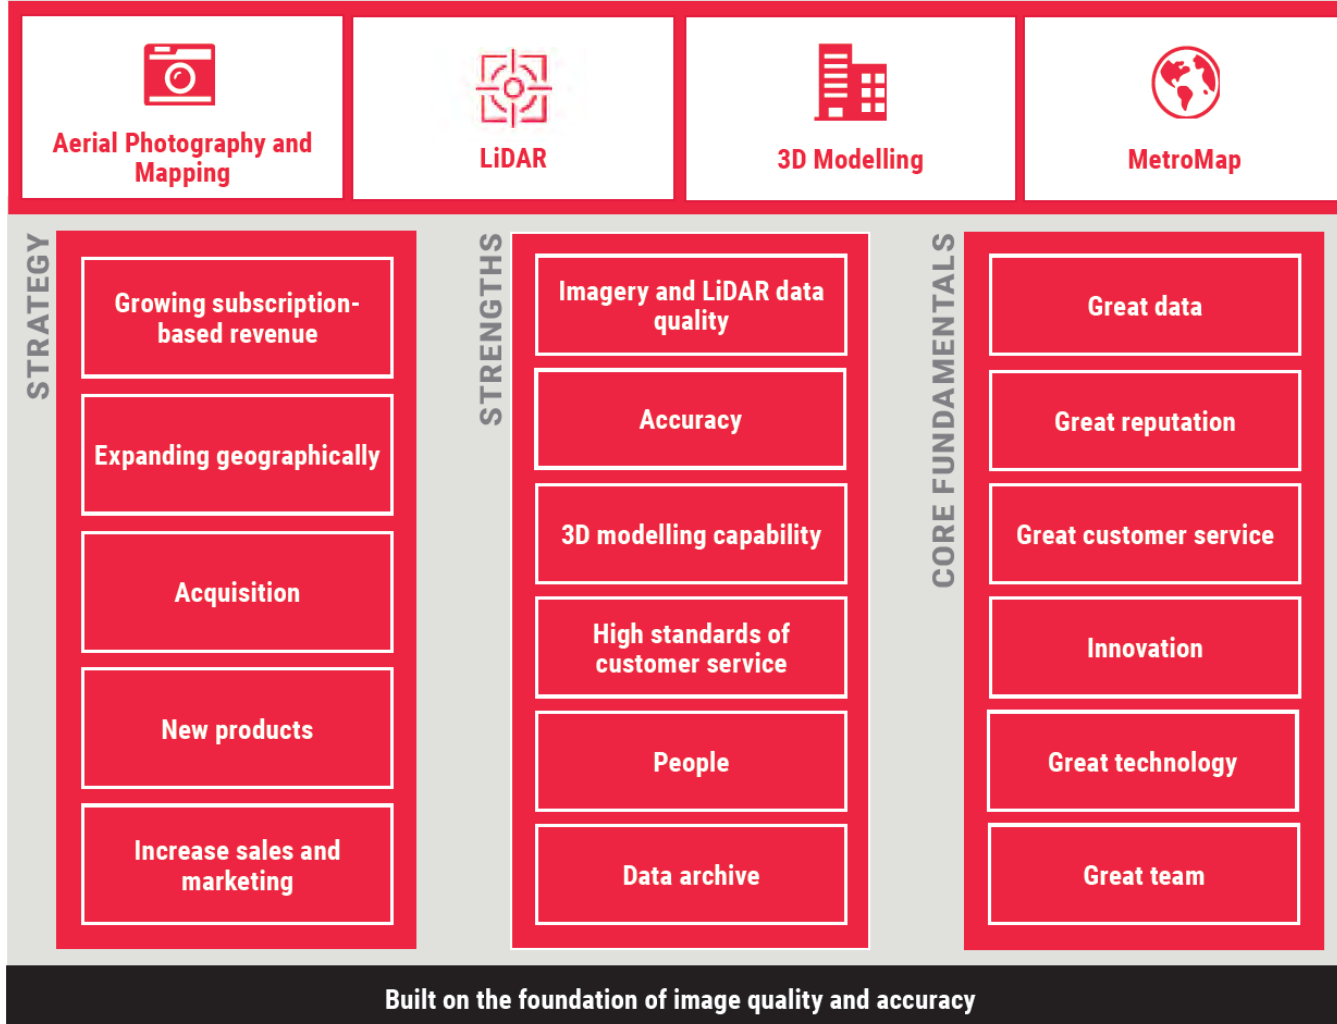 Aerial Photography and
Mapping
LiDAR
3D Modelling
MetroMap
STRATEGY
Growing subscription-
based revenue
Expanding geographically
Acquisition
New products
Increase sales and
marketing
STRENGTHS
Imagery and LiDAR data
quality
Accuracy
3D modelling capability
High standards of
customer service
People
Data archive
CORE FUNDAMENTALS
Great data
Great reputation
Great customer service
Innovation
Great technology
Great team
Built on the foundation of image quality and accuracy